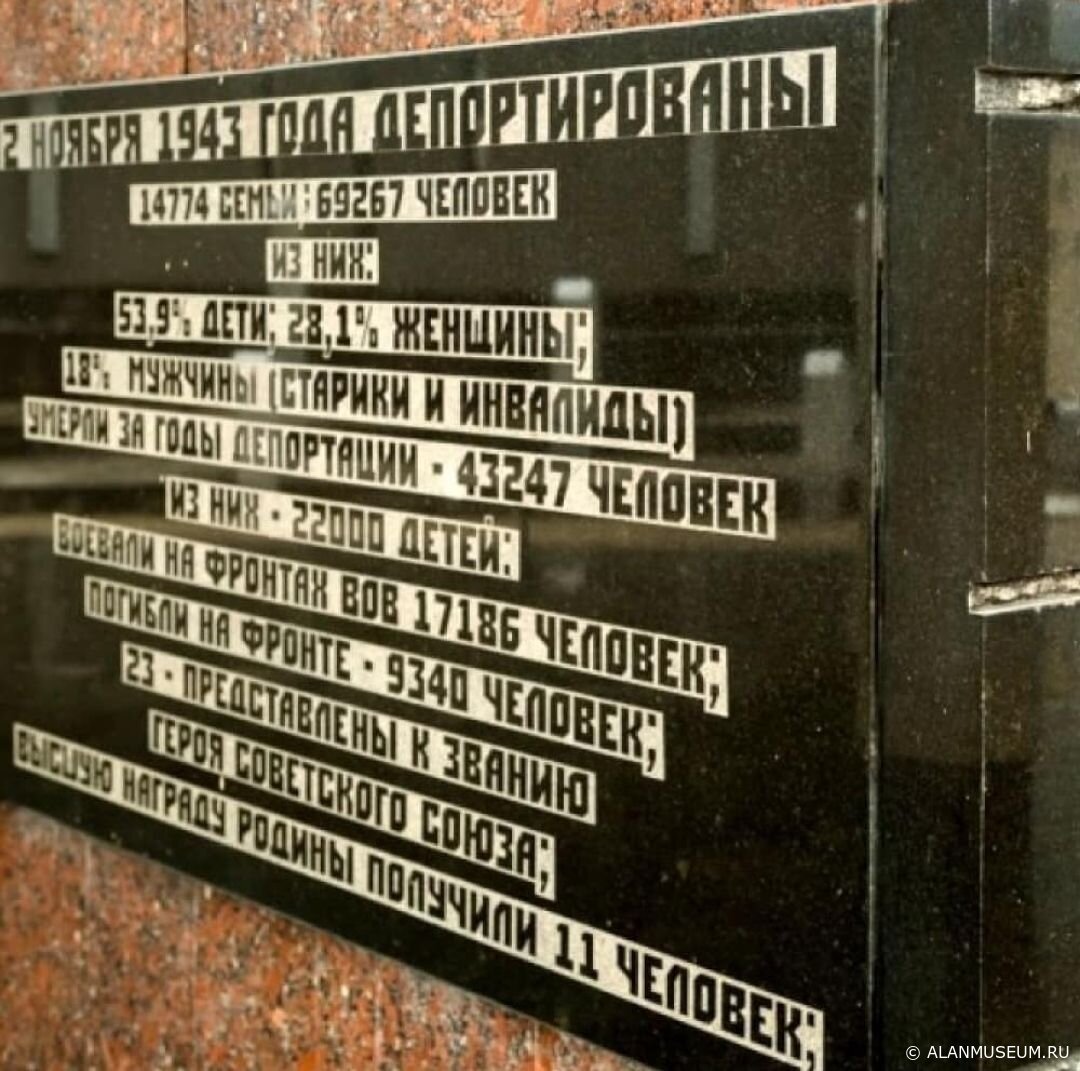 2 НОЯБРЯ 1943 ГОДА ДЕПОРТИРОВАНЫ
14774 СЕМЬИ; 69267 ЧЕЛОВЕК
ИЗ НИХ:
53,9% ДЕТИ; 28,1% ЖЕНЩИНЫ;
18% МУЖЧИНЫ (СТАРИКИ И ИНВАЛИДЫ)
УМЕРЛИ ЗА ГОДЫ ДЕПОРТАЦИИ - 43247 ЧЕЛОВЕК
ИЗ НИХ - 22000 ДЕТЕЙ:
ВОЕВАЛИ НА ФРОНТАХ ВОВ 17186 ЧЕЛОВЕК;
ПОГИБЛИ НА ФРОНТЕ - 9340 ЧЕЛОВЕК;
23 - ПРЕДСТАВЛЕНЫ К ЗВАНИЮ
ГЕРОЯ СОВЕТСКОГО СОЮЗА;
ВЫСШУЮ НАГРАДУ РОДИНЫ ПОЛУЧИЛИ 11 ЧЕЛОВЕК;
© ALANMUSEUM.RU